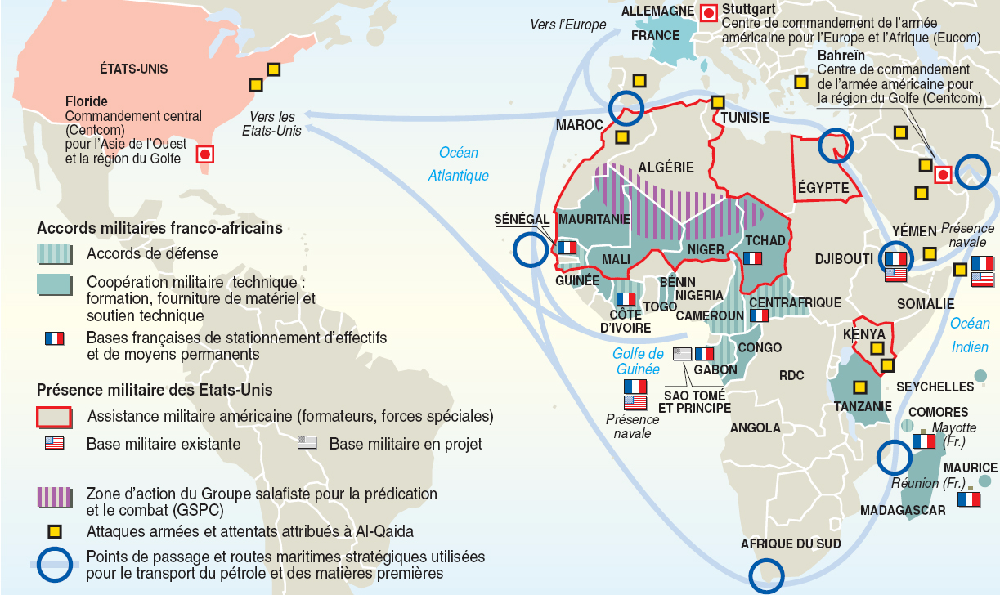 ÉTATS-UNIS
Floride
Commandement central
(Centcom)
pour l'Asie de l'Ouest
et la région du Golfe
Vers les
Etats-Unis
Vers l'Europe
ALLEMAGNE
FRANCE
Stuttgart
Centre de commandement de l'armée
américaine pour l'Europe et l'Afrique (Eucom)
Bahreïn
Centre de commandement
de l'armée américaine pour
la région du Golfe (Centcom)
Océan
Atlantique
MAROC
TUNISIE
ALGÉRIE
ÉGYPTE
SÉNÉGAL
MAURITANIE
MALI
NIGER
TCHAD
YÉMEN
Présence
navale
DJIBOUTI
GUINÉE
BÉNIN
NIGERIA
TOGO
CÔTE
D'IVOIRE
CAMEROUN
CENTRAFRIQUE
SOMALIE
Océan
Indien
KENYA
Golfe de
Guinée
CONGO
GABON
RDC
SAO TOMÉ
ET PRINCIPE
Présence
navale
SEYCHELLES
TANZANIE
COMORES
Mayotte
(Fr.)
ANGOLA
MAURICE
Réunion (Fr.)
MADAGASCAR
AFRIQUE DU SUD
Accords militaires franco-africains
Accords de défense
Coopération militaire technique :
formation, fourniture de matériel et
soutien technique
Bases françaises de stationnement d'effectifs
et de moyens permanents
Présence militaire des Etats-Unis
Assistance militaire américaine (formateurs, forces spéciales)
Base militaire existante
Base militaire en projet
Zone d'action du Groupe salafiste pour la prédication
et le combat (GSPC)
Attaques armées et attentats attribués à Al-Qaida
Points de passage et routes maritimes stratégiques utilisées
pour le transport du pétrole et des matières premières